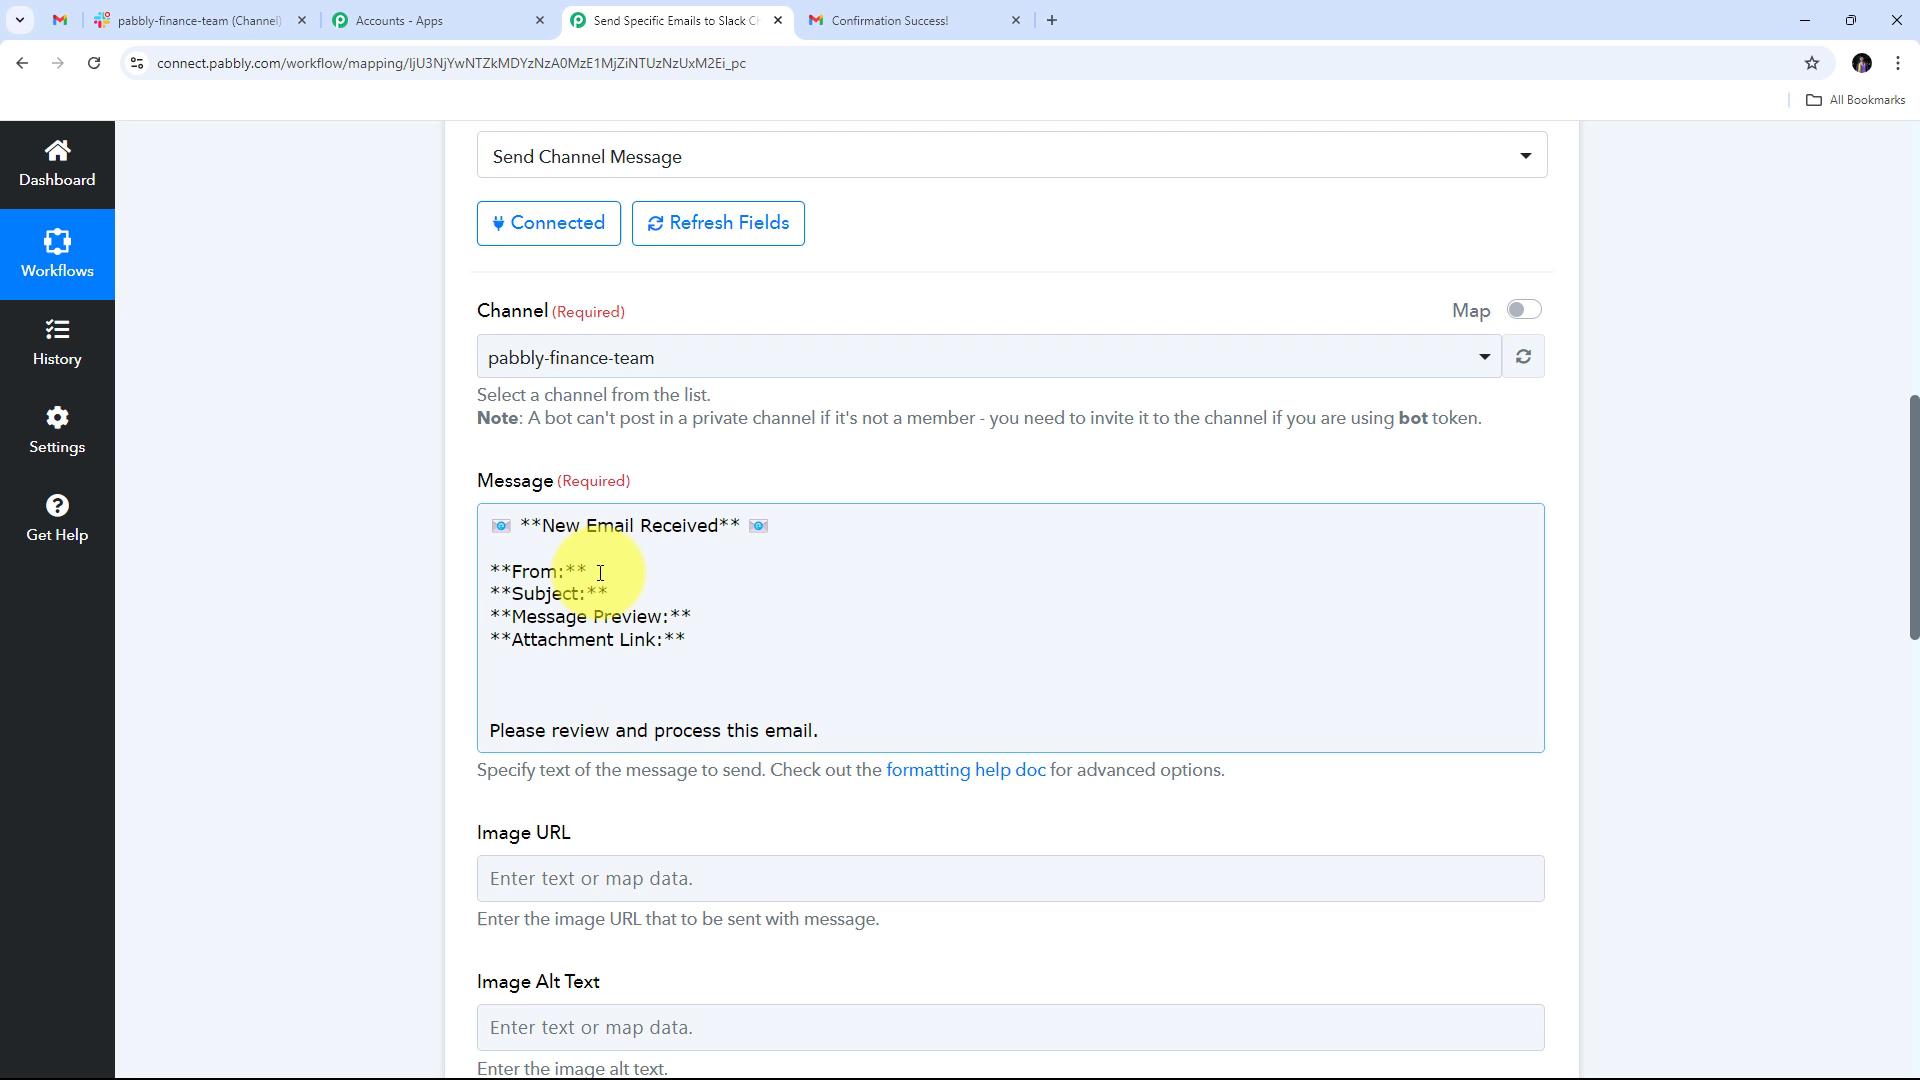 pabbly-finance-team (Channel)
Accounts - Apps
Send Specific Emails to Slack Ch
Confirmation Success!
connect.pabbly.com/workflow/mapping/IjU3NjYwNTZkMDYzNzA0MzE1MjZiNTUzNzUxM2Ei_pc
All Bookmarks
Dashboard
Workflows
History
Settings
Get Help
Send Channel Message
Connected
Refresh Fields
Channel (Required)
Map
pabbly-finance-team
Select a channel from the list.
Note: A bot can't post in a private channel if it's not a member - you need to invite it to the channel if you are using bot token.
Message (Required)
**New Email Received**
**From:**
**Subject:**
**Message Preview:**
**Attachment Link:**
Please review and process this email.
Specify text of the message to send. Check out the formatting help doc for advanced options.
Image URL
Enter text or map data.
Enter the image URL that to be sent with message.
Image Alt Text
Enter text or map data.
Enter the image alt text.